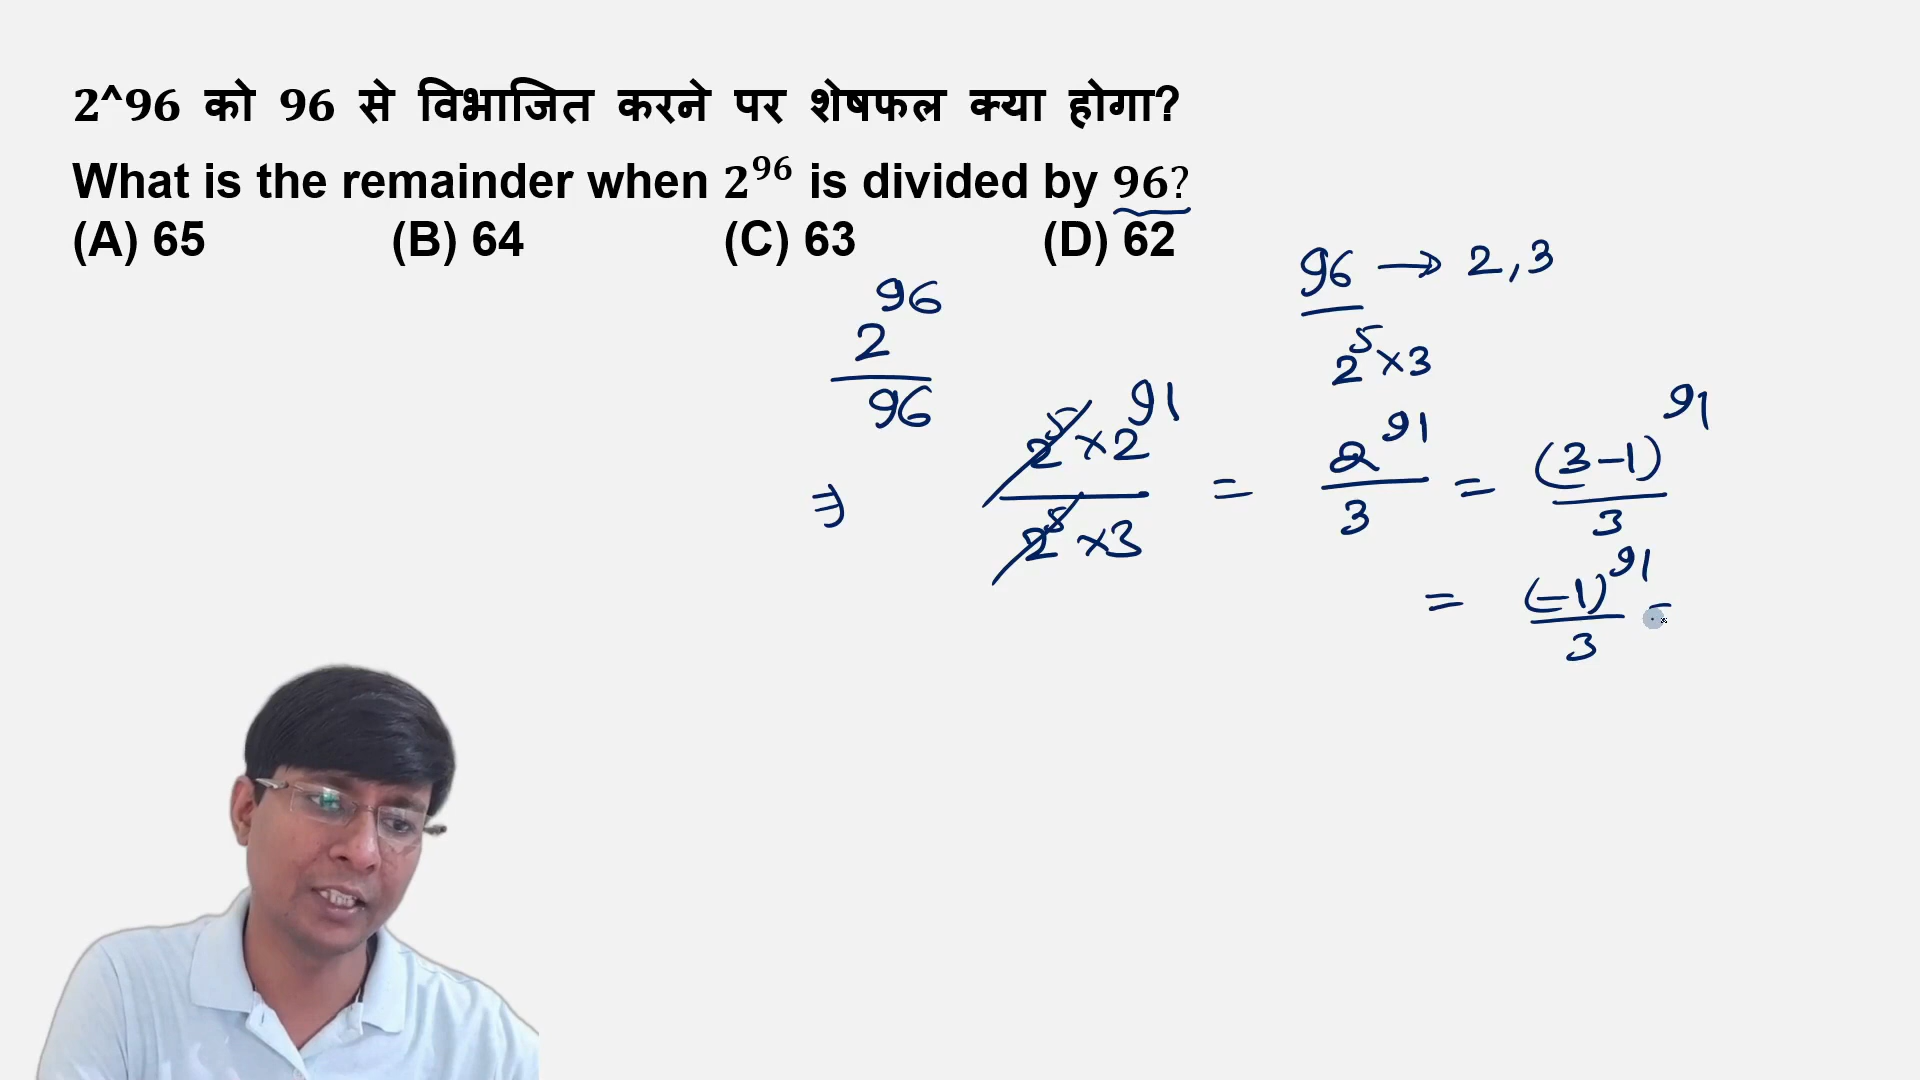 2^96 को 96 से विभाजित करने पर शेषफल क्या होगा?
What is the remainder when 2^96 is divided by 96?
(A) 65 (B) 64 (C) 63 (D) 62
96 → 2, 3
2^5 × 3
2^96 / 96
⇒ (2^5 × 2^91) / (2^5 × 3) = 2^91 / 3 = (3-1)^91 / 3
= (-1)^91 / 3 =